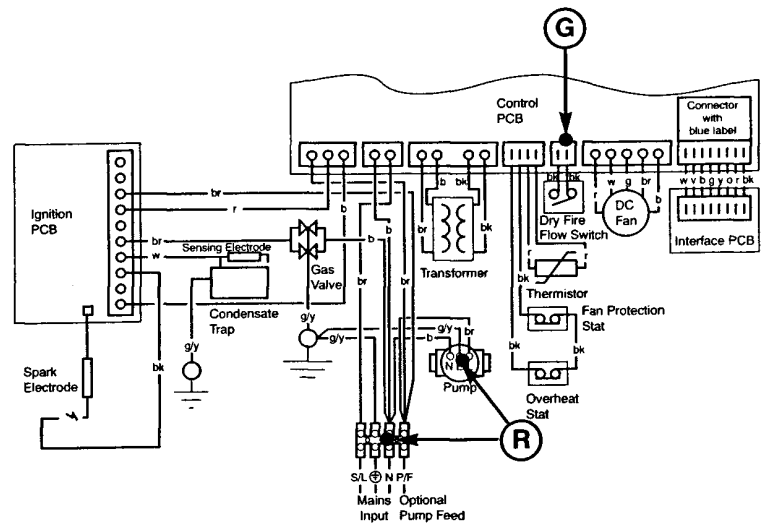 G
Control
PCB
Connector
with
blue label
Ignition
PCB
br
r
b
br
w
Sensing Electrode
Condensate
Trap
Gas
Valve
b
br
b
br
b
bk
br
bk
Transformer
bk
bk
Dry Fire
Flow Switch
r
w
g
br
b
DC
Fan
w v b g y o r bk
Interface PCB
bk
Thermistor
Fan Protection
Stat
bk
bk
Overheat
Stat
g/y
g/y
g/y
g/y
b
br
N
L
Pump
bk
Spark
Electrode
R
S/L
N
P/F
Mains
Input
Optional
Pump Feed